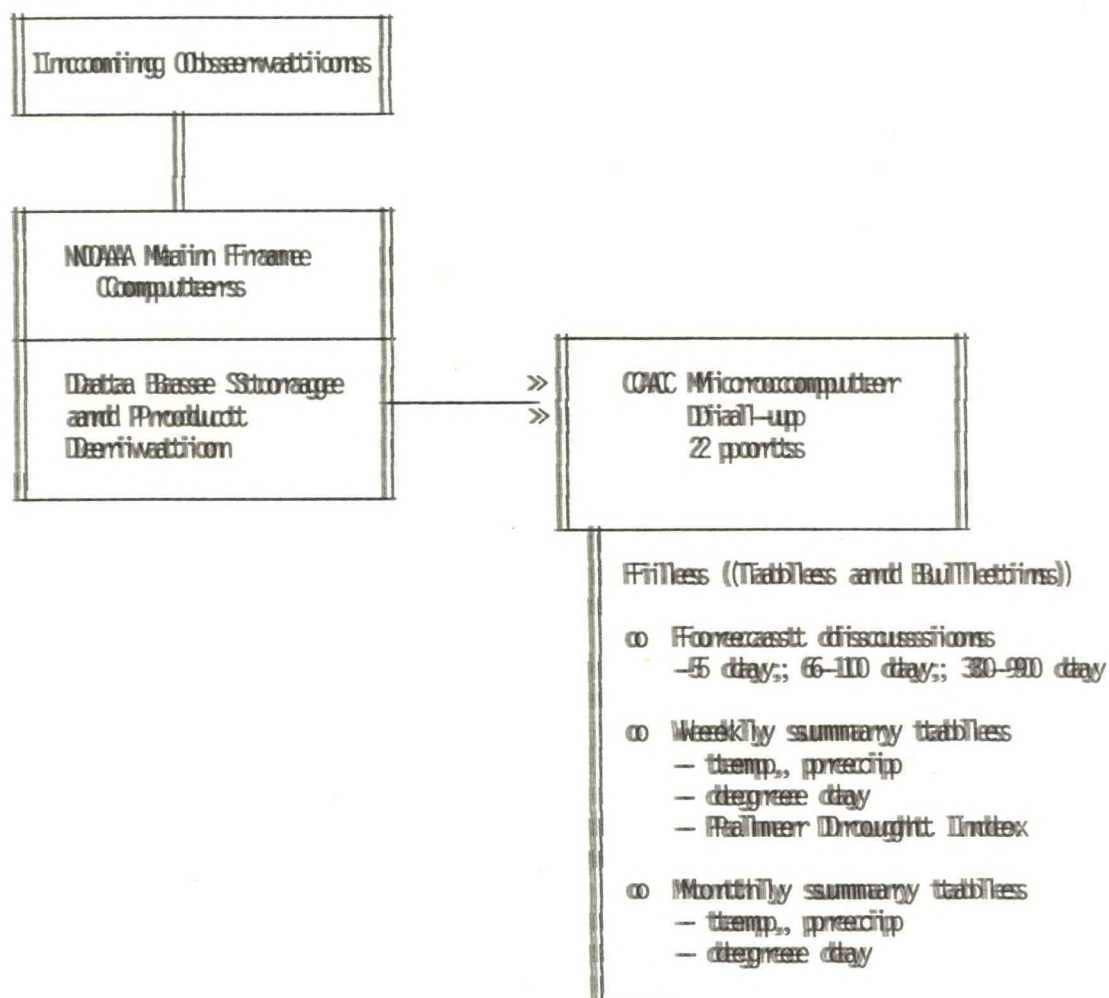 Incoming Observations
NOAA Main Frame
Computers
Data Base Storage
and Product
Derivation
>
>
CAC Microcomputer
Dial-up
2 ports
Files (Tables and Bulletins)
o Forecast discussions
-5 day; 6-10 day; 30-90 day
o Weekly summary tables
- temp, precip
- degree day
- Palmer Drought Index
o Monthly summary tables
- temp, precip
- degree day